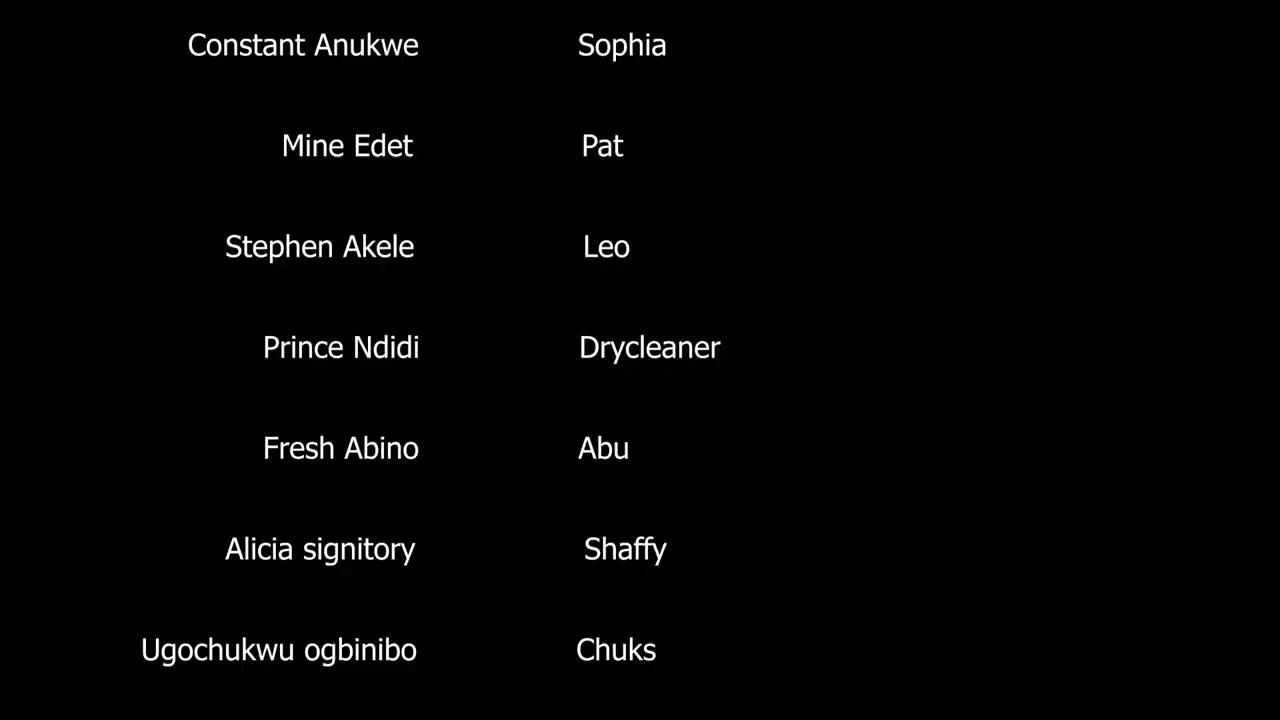 Constant Anukwe Sophia
Mine Edet Pat
Stephen Akele Leo
Prince Ndidi Drycleaner
Fresh Abino Abu
Alicia signitory Shaffy
Ugochukwu ogbinibo Chuks